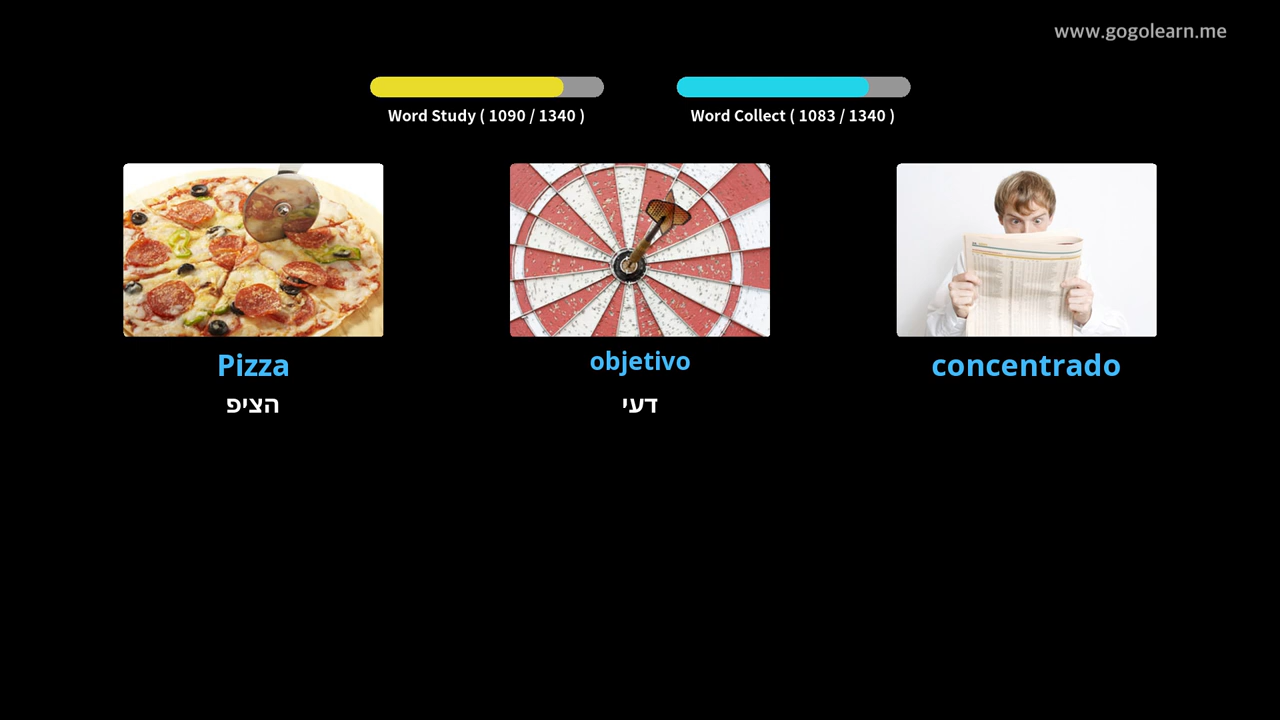 www.gogolearn.me
Word Study ( 1090 / 1340 )
Word Collect ( 1083 / 1340 )
Pizza
הציפ
objetivo
דעי
concentrado